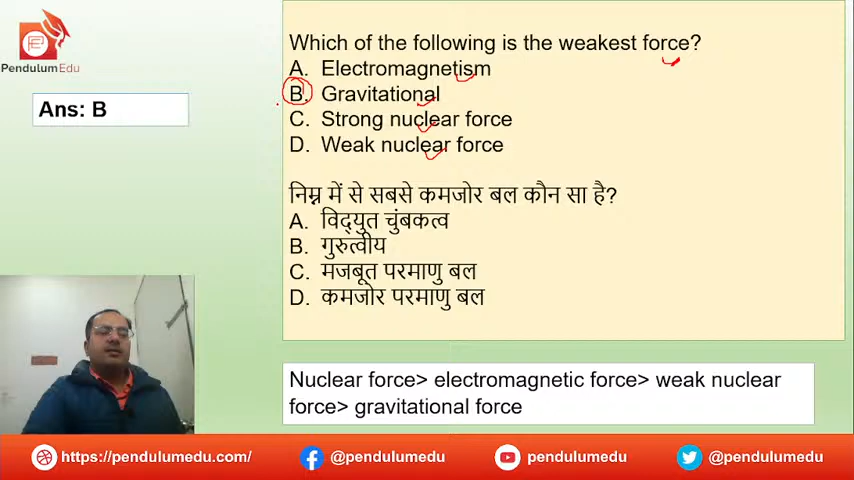 PendulumEdu
Ans: B
Which of the following is the weakest force?
A. Electromagnetism
B. Gravitational
C. Strong nuclear force
D. Weak nuclear force
निम्न में से सबसे कमजोर बल कौन सा है?
A. विद्युत चुंबकत्व
B. गुरुत्वीय
C. मजबूत परमाणु बल
D. कमजोर परमाणु बल
Nuclear force> electromagnetic force> weak nuclear
force> gravitational force
https://pendulumedu.com/ @pendulumedu pendulumedu @pendulumedu